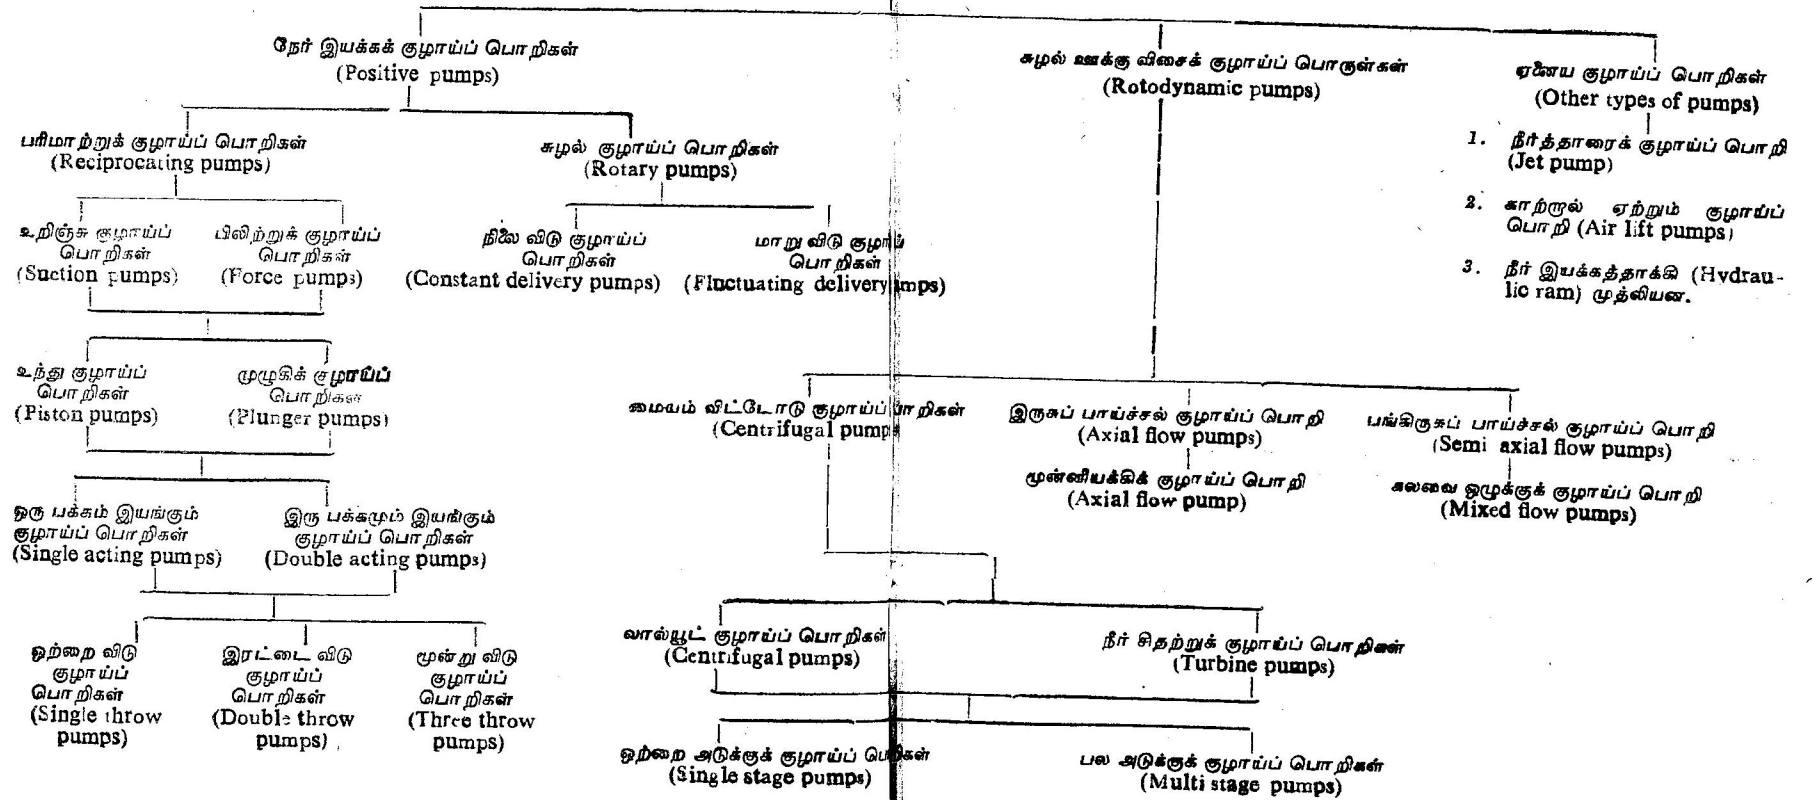 நேர் இயக்கக் குழாய்ப் பொறிகள்
(Positive pumps)
சுழல் ஊக்கு விசைக் குழாய்ப் பொருள்கள்
(Rotodynamic pumps)
ஏனைய குழாய்ப் பொறிகள்
(Other types of pumps)
பரிமாற்றுக் குழாய்ப் பொறிகள்
(Reciprocating pumps)
சுழல் குழாய்ப் பொறிகள்
(Rotary pumps)
1. நீர்த்தாரைக் குழாய்ப் பொறி
(Jet pump)
2. காற்றால் ஏற்றும் குழாய்ப்
பொறி (Air lift pumps)
3. நீர் இயக்கத்தாக்கி (Hydrau-
lic ram) முத்லியன.
உறிஞ்சு குழாய்ப்
பொறிகள்
(Suction pumps)
பிலிற்றுக் குழாய்ப்
பொறிகள்
(Force pumps)
நிலை விடு குழாய்ப்
பொறிகள்
(Constant delivery pumps)
மாறு விடு குழாய்
பொறிகள்
(Fluctuating delivery mps)
உந்து குழாய்ப்
பொறிகள்
(Piston pumps)
முழுகிக் குழாய்ப்
பொறிகள்
(Plunger pumps)
மையம் விட்டோடு குழாய்ப் பாறிகள்
(Centrifugal pump
இருசுப் பாய்ச்சல் குழாய்ப் பொறி
(Axial flow pumps)
முன்னியக்கிக் குழாய்ப் பொறி
(Axial flow pump)
பங்கிருசுப் பாய்ச்சல் குழாய்ப் பொறி
(Semi axial flow pumps)
கலவை ஒழுக்குக் குழாய்ப் பொறி
(Mixed flow pumps)
ஒரு பக்கம் இயங்கும்
குழாய்ப் பொறிகள்
(Single acting pumps)
இரு பக்கமும் இயங்கும்
குழாய்ப் பொறிகள்
(Double acting pumps)
ஒற்றை விடு
குழாய்ப்
பொறிகள்
(Single throw
pumps)
இரட்டை விடு
குழாய்ப்
பொறிகள்
(Double throw
pumps)
மூன்று விடு
குழாய்ப்
பொறிகள்
(Three throw
pumps)
வால்யூட் குழாய்ப் பொறிகள்
(Centrifugal pumps)
நீர் சிதற்றுக் குழாய்ப் பொறிகள்
(Turbine pumps)
ஒற்றை அடுக்குக் குழாய்ப் பொறிகள்
(Single stage pumps)
பல அடுக்குக் குழாய்ப் பொறிகள்
(Multi stage pumps)